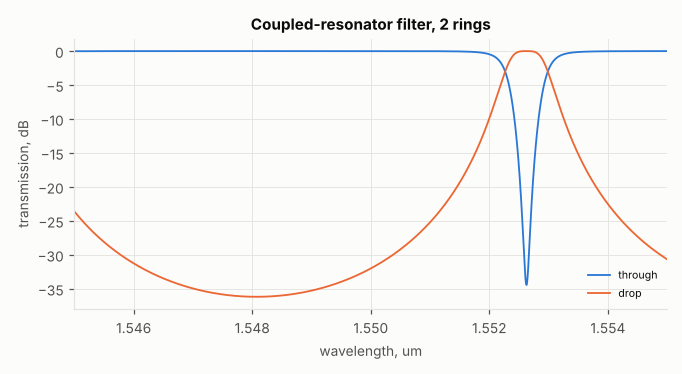 Coupled-resonator filter, 2 rings
transmission, dB
0
−5
−10
−15
−20
−25
−30
−35
through
drop
1.546
1.548
1.550
1.552
1.554
wavelength, um